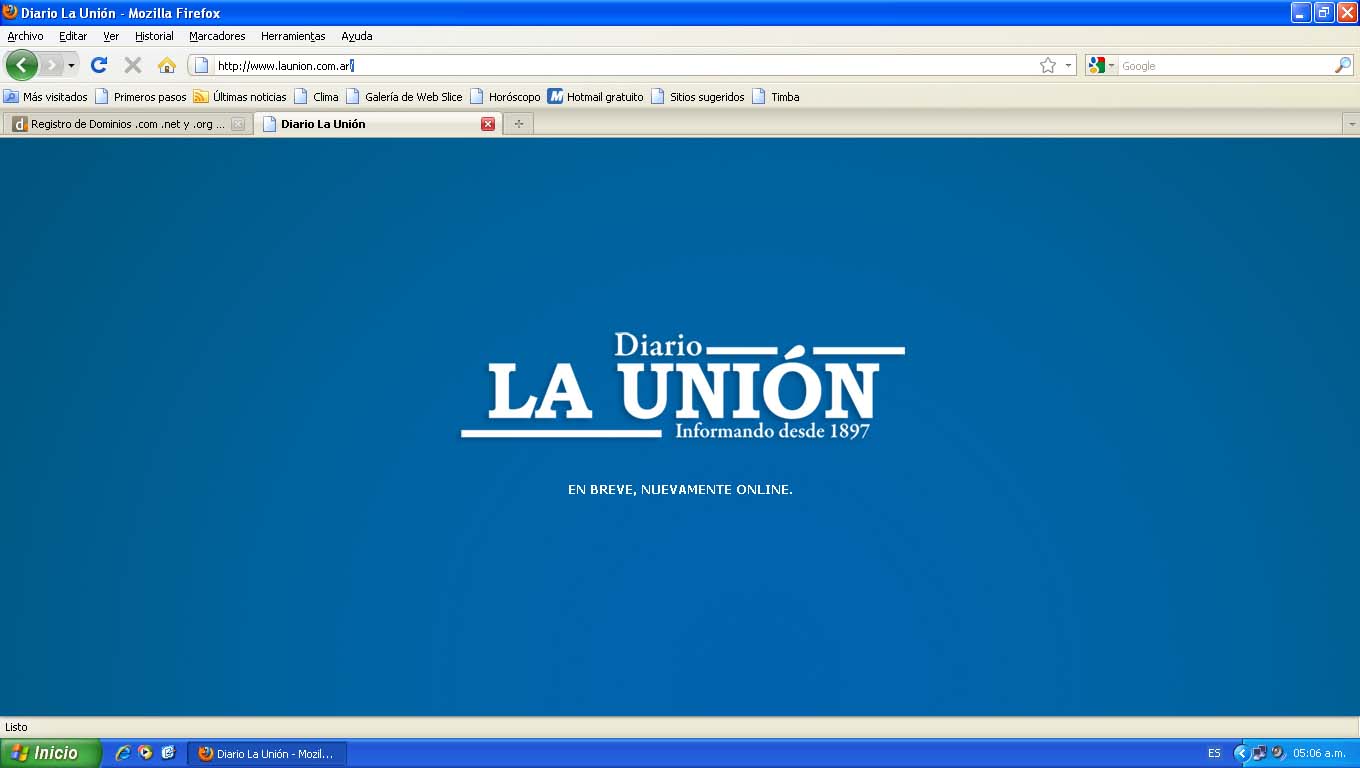 Diario La Unión - Mozilla Firefox
Archivo Editar Ver Historial Marcadores Herramientas Ayuda
http://www.launion.com.ar/ Google
Más visitados Primeros pasos Últimas noticias Clima Galería de Web Slice Horóscopo Hotmail gratuito Sitios sugeridos Timba
Registro de Dominios .com .net y .org ... Diario La Unión
Diario
LA UNIÓN
Informando desde 1897
EN BREVE, NUEVAMENTE ONLINE.
Listo
Inicio Diario La Unión - Mozil... ES 05:06 a.m.